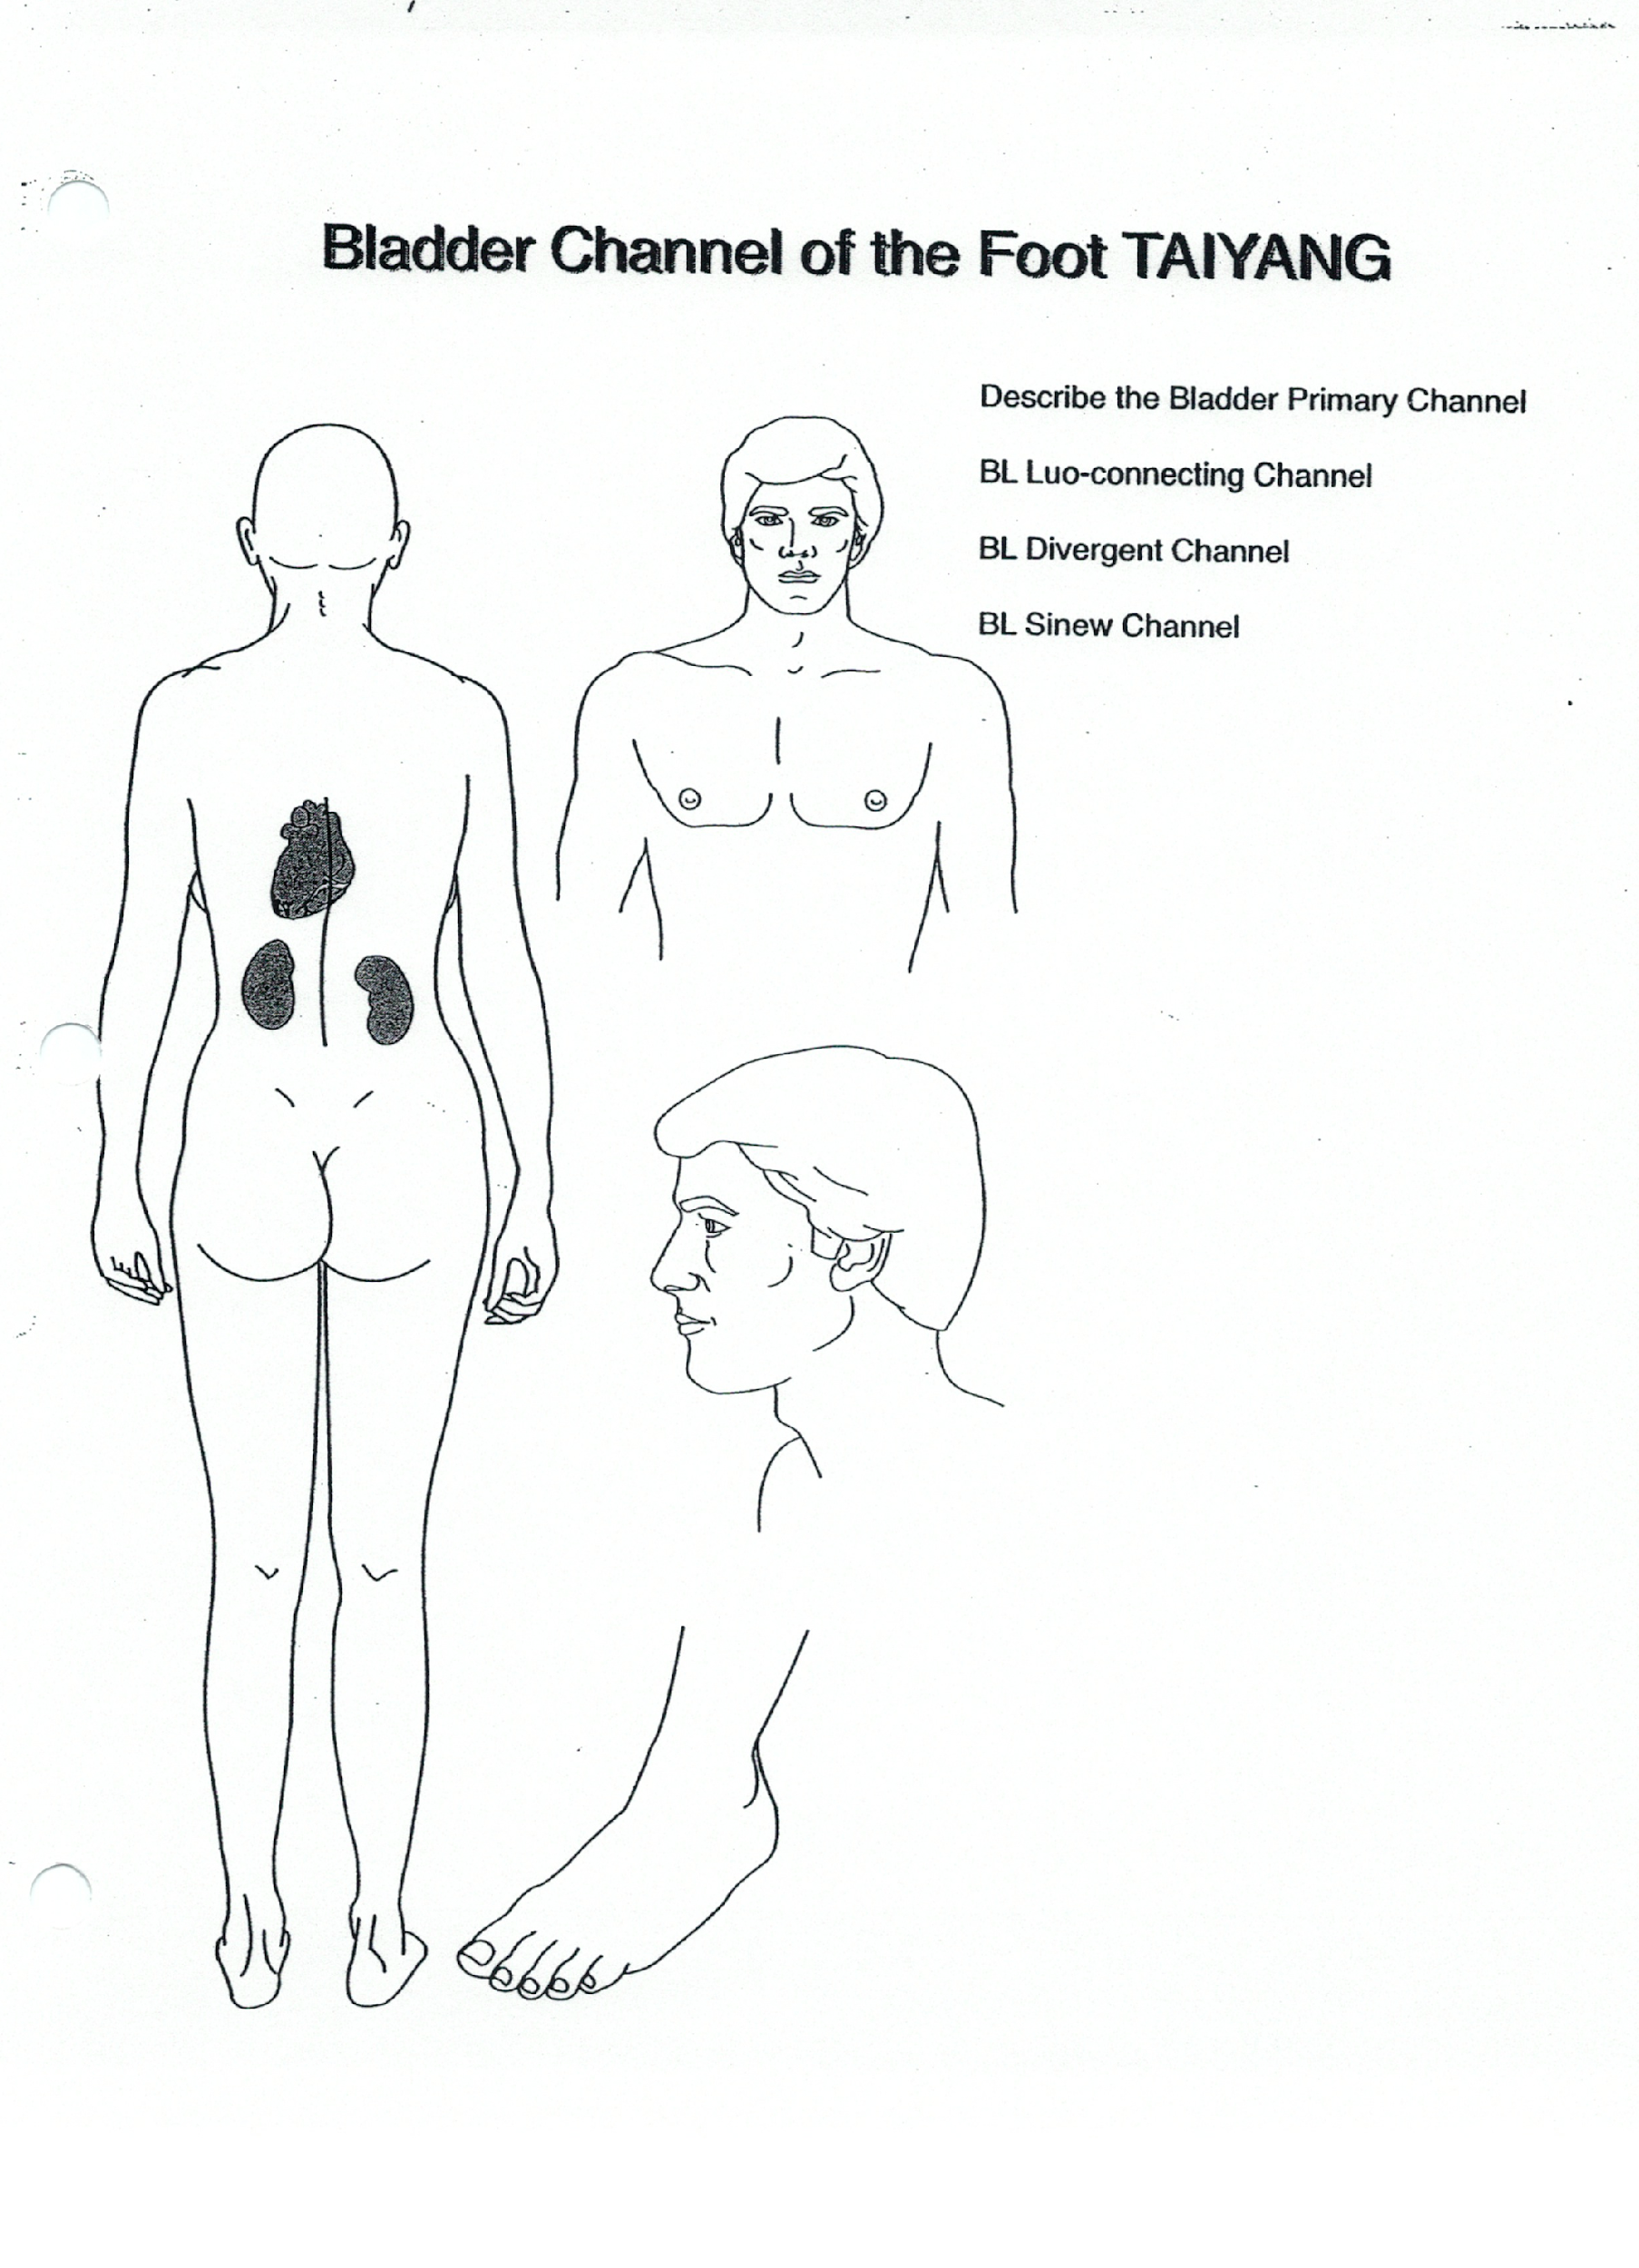 Bladder Channel of the Foot TAIYANG
Describe the Bladder Primary Channel
BL Luo-connecting Channel
BL Divergent Channel
BL Sinew Channel